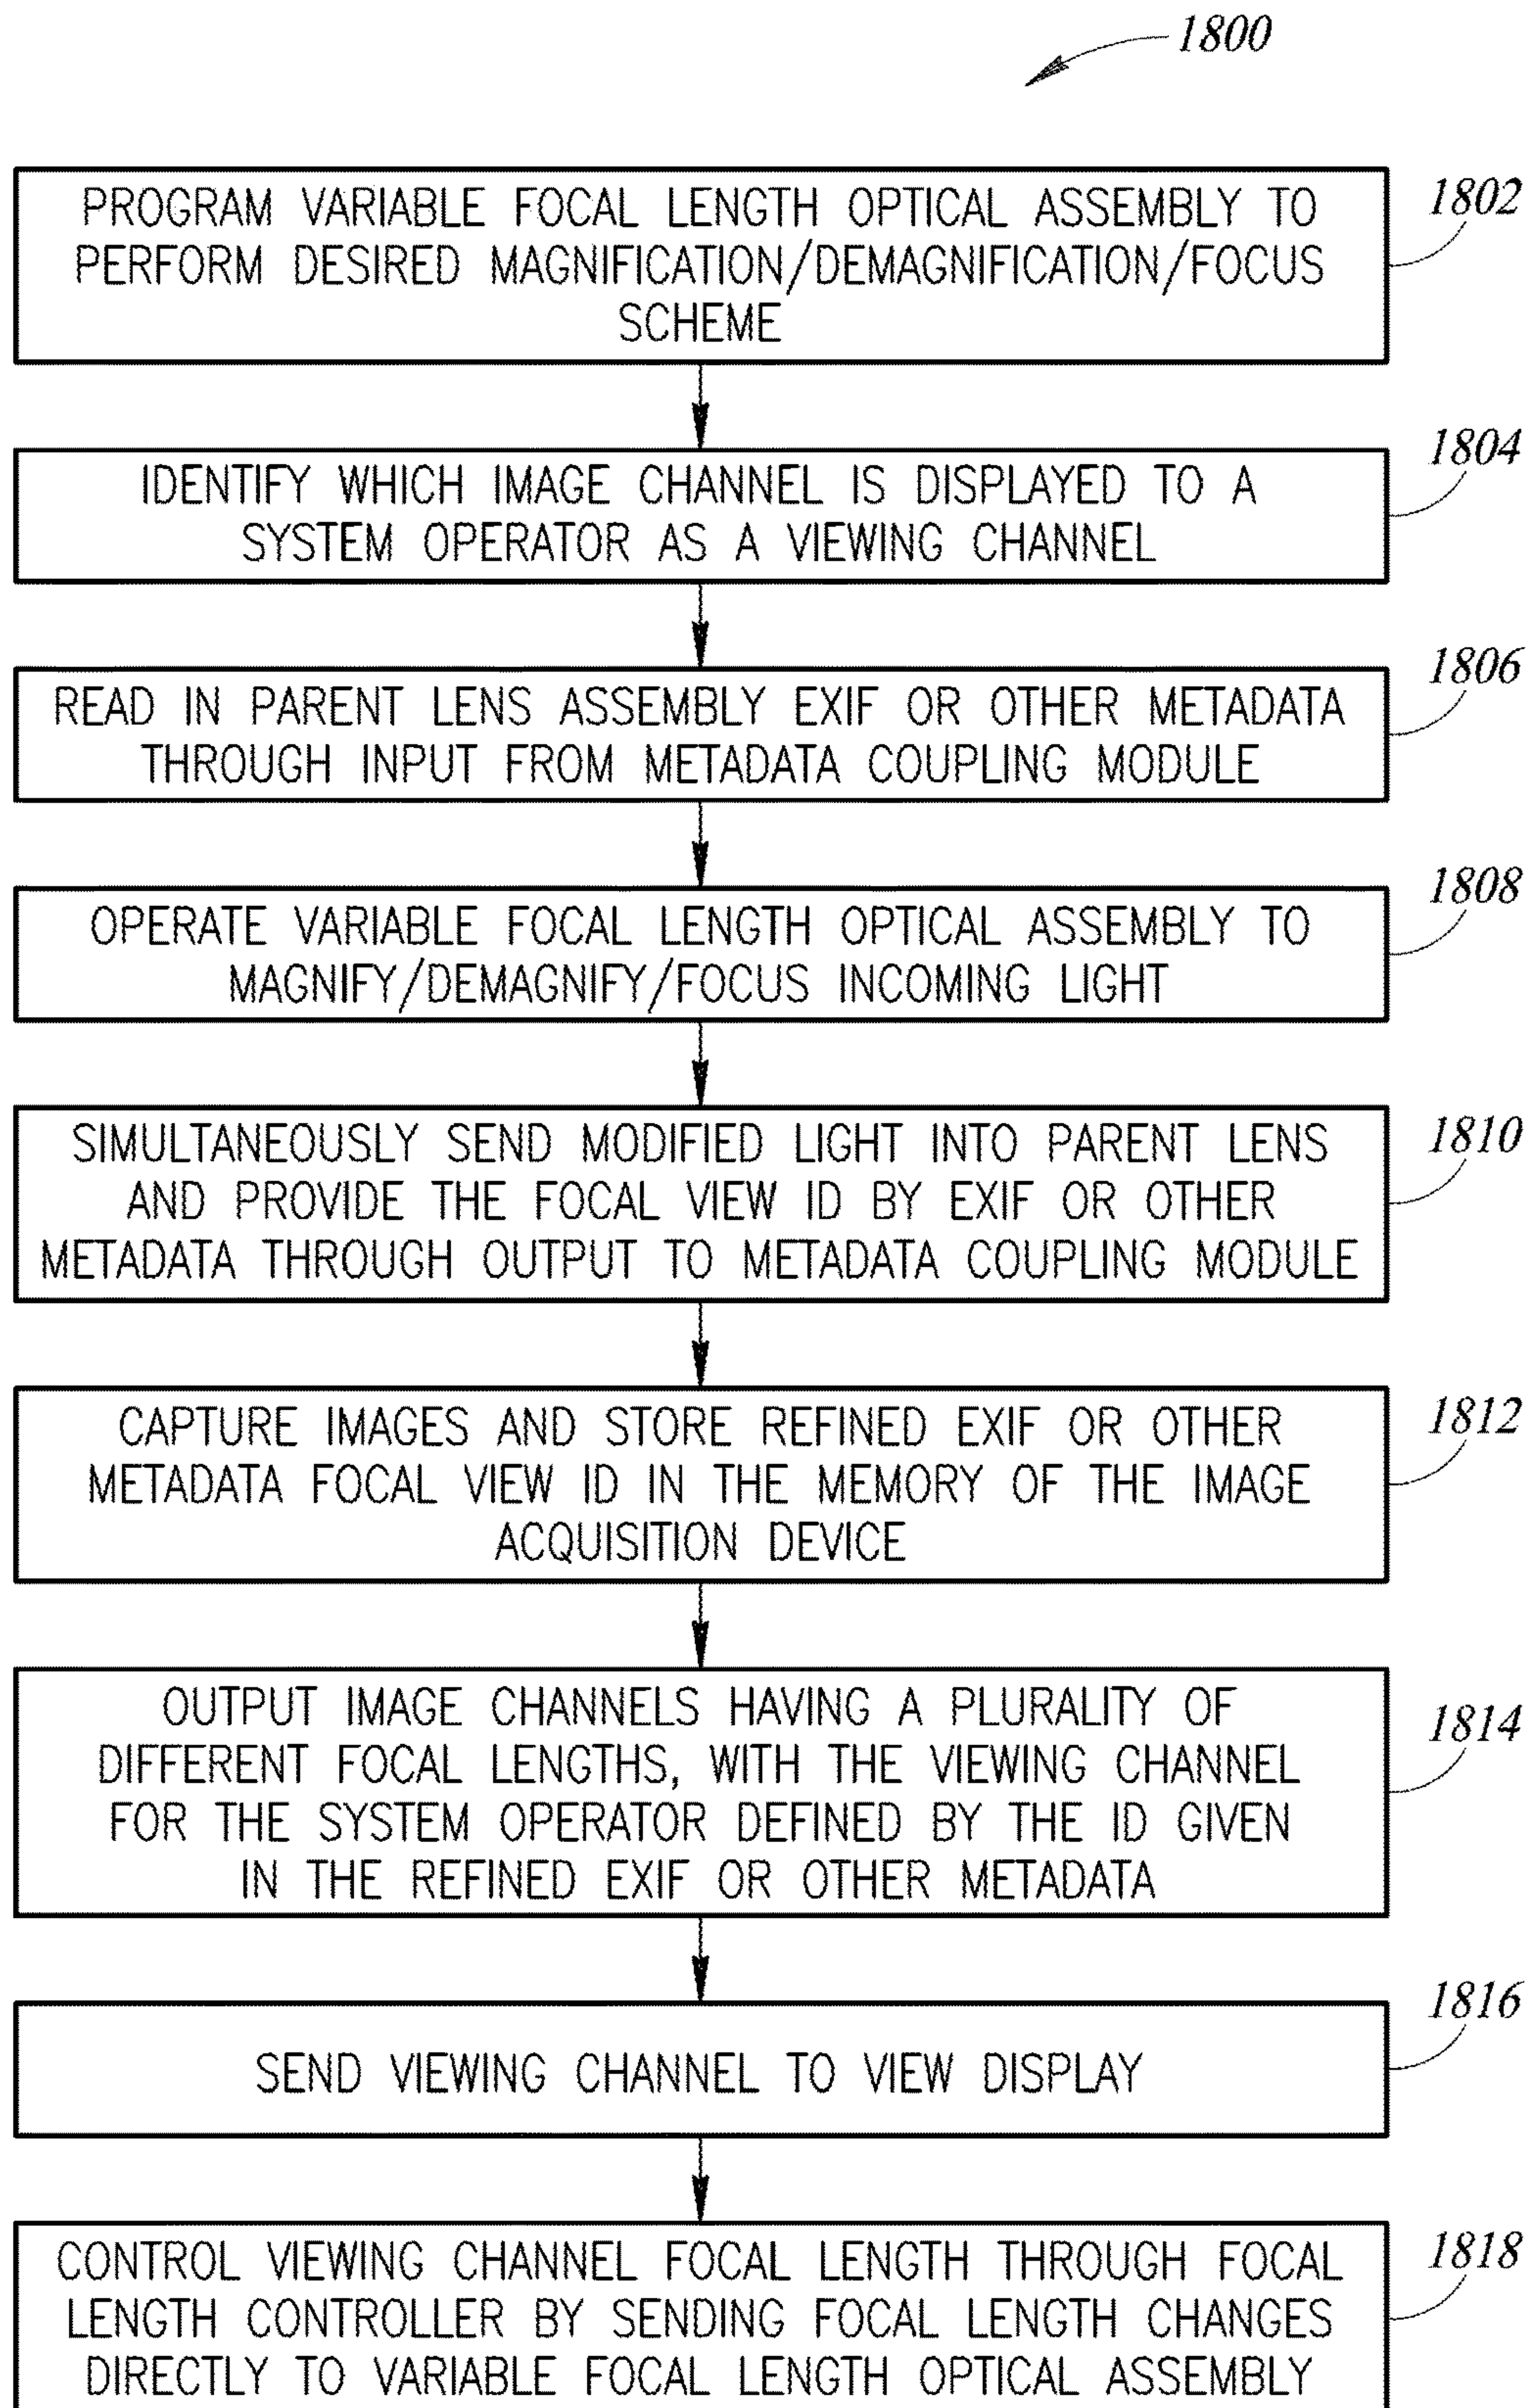 1800
PROGRAM VARIABLE FOCAL LENGTH OPTICAL ASSEMBLY TO
PERFORM DESIRED MAGNIFICATION/DEMAGNIFICATION/FOCUS
SCHEME
1802
IDENTIFY WHICH IMAGE CHANNEL IS DISPLAYED TO A
SYSTEM OPERATOR AS A VIEWING CHANNEL
1804
READ IN PARENT LENS ASSEMBLY EXIF OR OTHER METADATA
THROUGH INPUT FROM METADATA COUPLING MODULE
1806
OPERATE VARIABLE FOCAL LENGTH OPTICAL ASSEMBLY TO
MAGNIFY/DEMAGNIFY/FOCUS INCOMING LIGHT
1808
SIMULTANEOUSLY SEND MODIFIED LIGHT INTO PARENT LENS
AND PROVIDE THE FOCAL VIEW ID BY EXIF OR OTHER
METADATA THROUGH OUTPUT TO METADATA COUPLING MODULE
1810
CAPTURE IMAGES AND STORE REFINED EXIF OR OTHER
METADATA FOCAL VIEW ID IN THE MEMORY OF THE IMAGE
ACQUISITION DEVICE
1812
OUTPUT IMAGE CHANNELS HAVING A PLURALITY OF
DIFFERENT FOCAL LENGTHS, WITH THE VIEWING CHANNEL
FOR THE SYSTEM OPERATOR DEFINED BY THE ID GIVEN
IN THE REFINED EXIF OR OTHER METADATA
1814
SEND VIEWING CHANNEL TO VIEW DISPLAY
1816
CONTROL VIEWING CHANNEL FOCAL LENGTH THROUGH FOCAL
LENGTH CONTROLLER BY SENDING FOCAL LENGTH CHANGES
DIRECTLY TO VARIABLE FOCAL LENGTH OPTICAL ASSEMBLY
1818